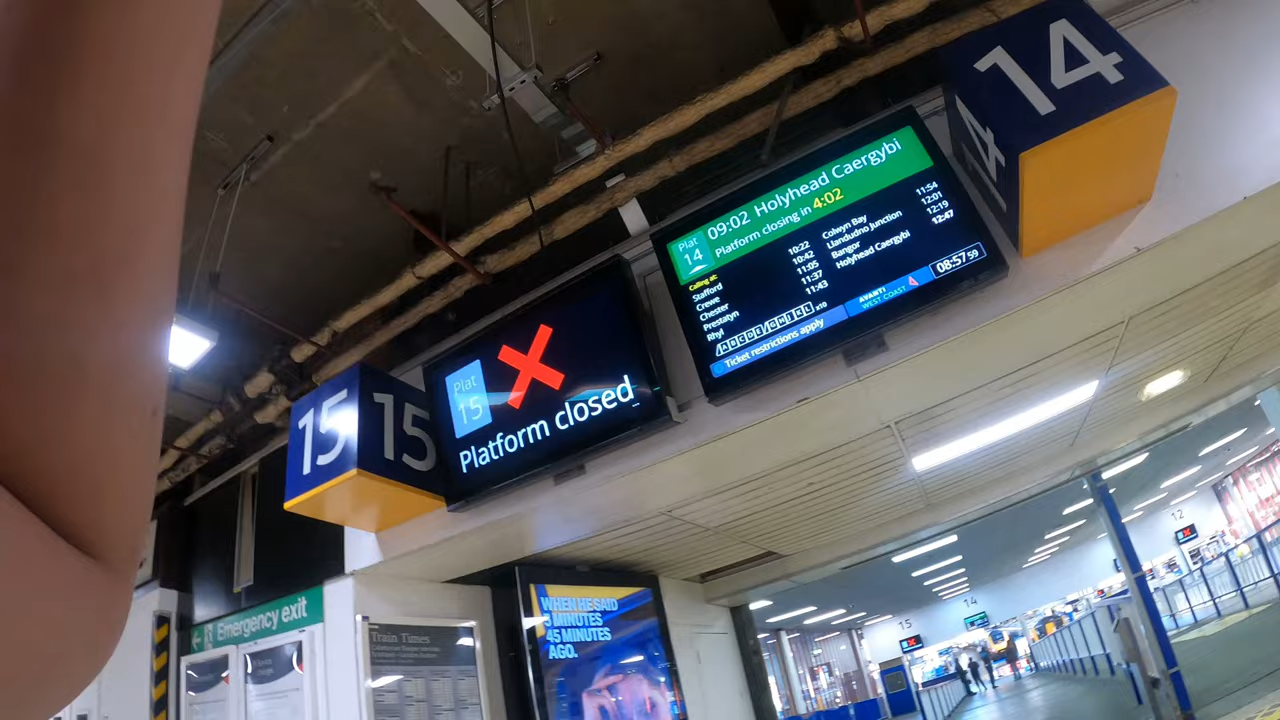 14
14
Plat
14
09:02 Holyhead Caergybi
Platform closing in 4:02
Calling at:
Stafford 10:22
Crewe 10:42
Chester 11:05
Prestatyn 11:37
Rhyl 11:43
Colwyn Bay 11:54
Llandudno Junction 12:01
Bangor 12:19
Holyhead Caergybi 12:47
Ticket restrictions apply
AVANTI
WEST COAST
08:57 59
15
15
Plat
15
Platform closed
Emergency exit
Train Times
WHEN HE SAID
5 MINUTES
45 MINUTES
AGO.
12
14
15